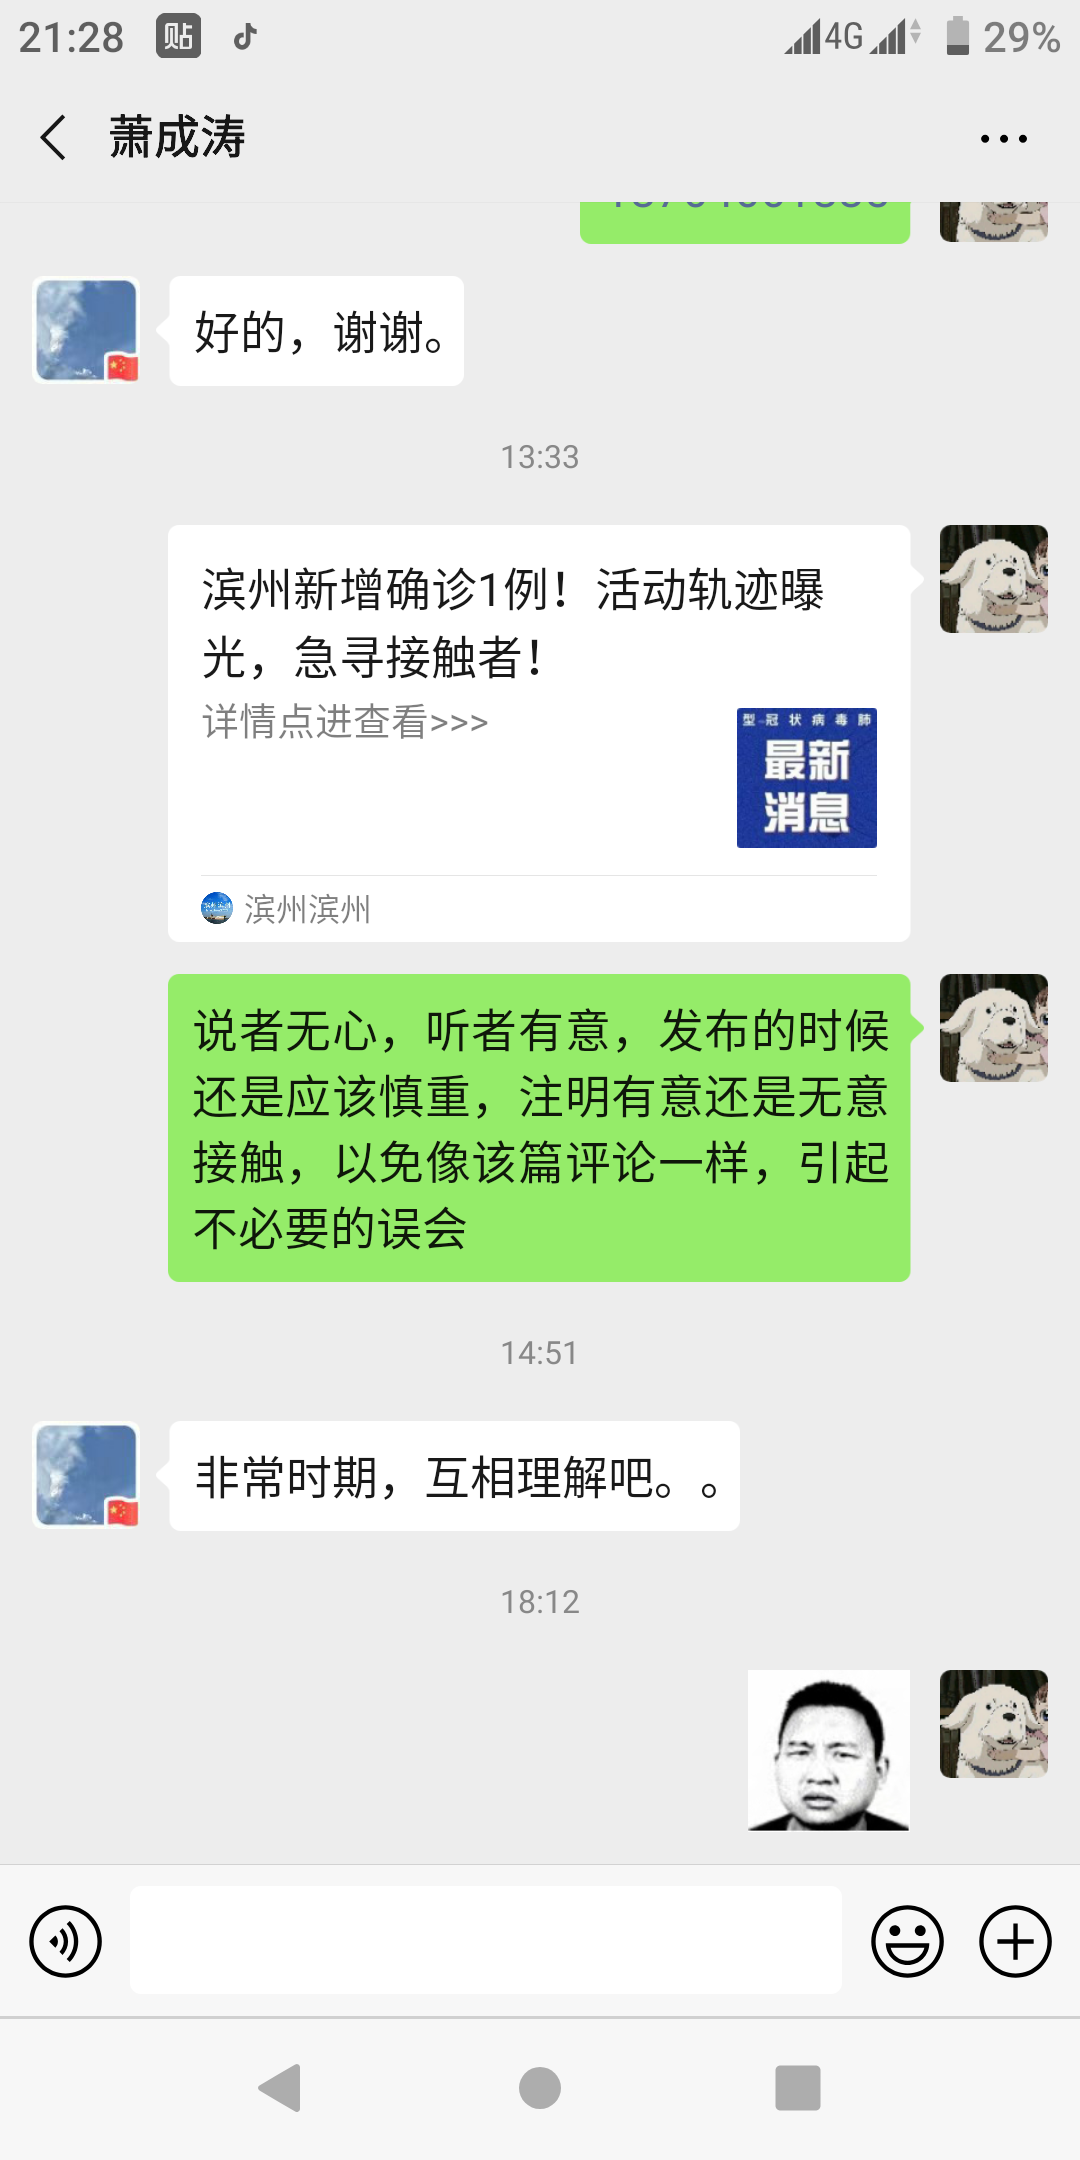 21:28 贴 4G 29%
萧成涛
好的，谢谢。
13:33
滨州新增确诊1例！活动轨迹曝
光，急寻接触者！
详情点进查看>>>
型冠状病毒肺
最新
消息
滨州滨州
说者无心，听者有意，发布的时候
还是应该慎重，注明有意还是无意
接触，以免像该篇评论一样，引起
不必要的误会
14:51
非常时期，互相理解吧。。
18:12